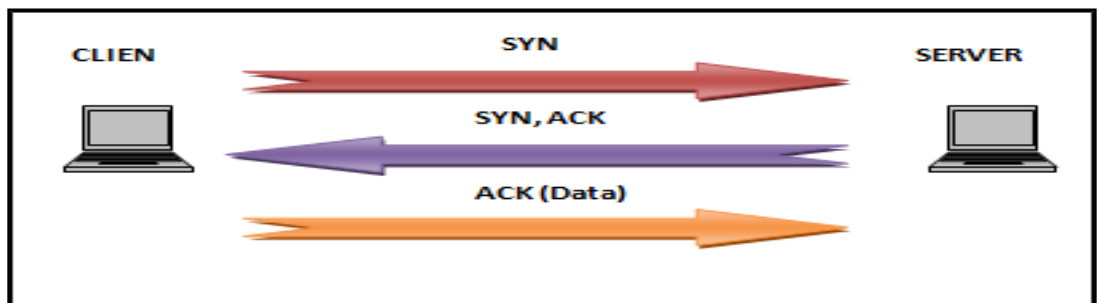 SYN
CLIEN
SERVER
SYN, ACK
ACK (Data)